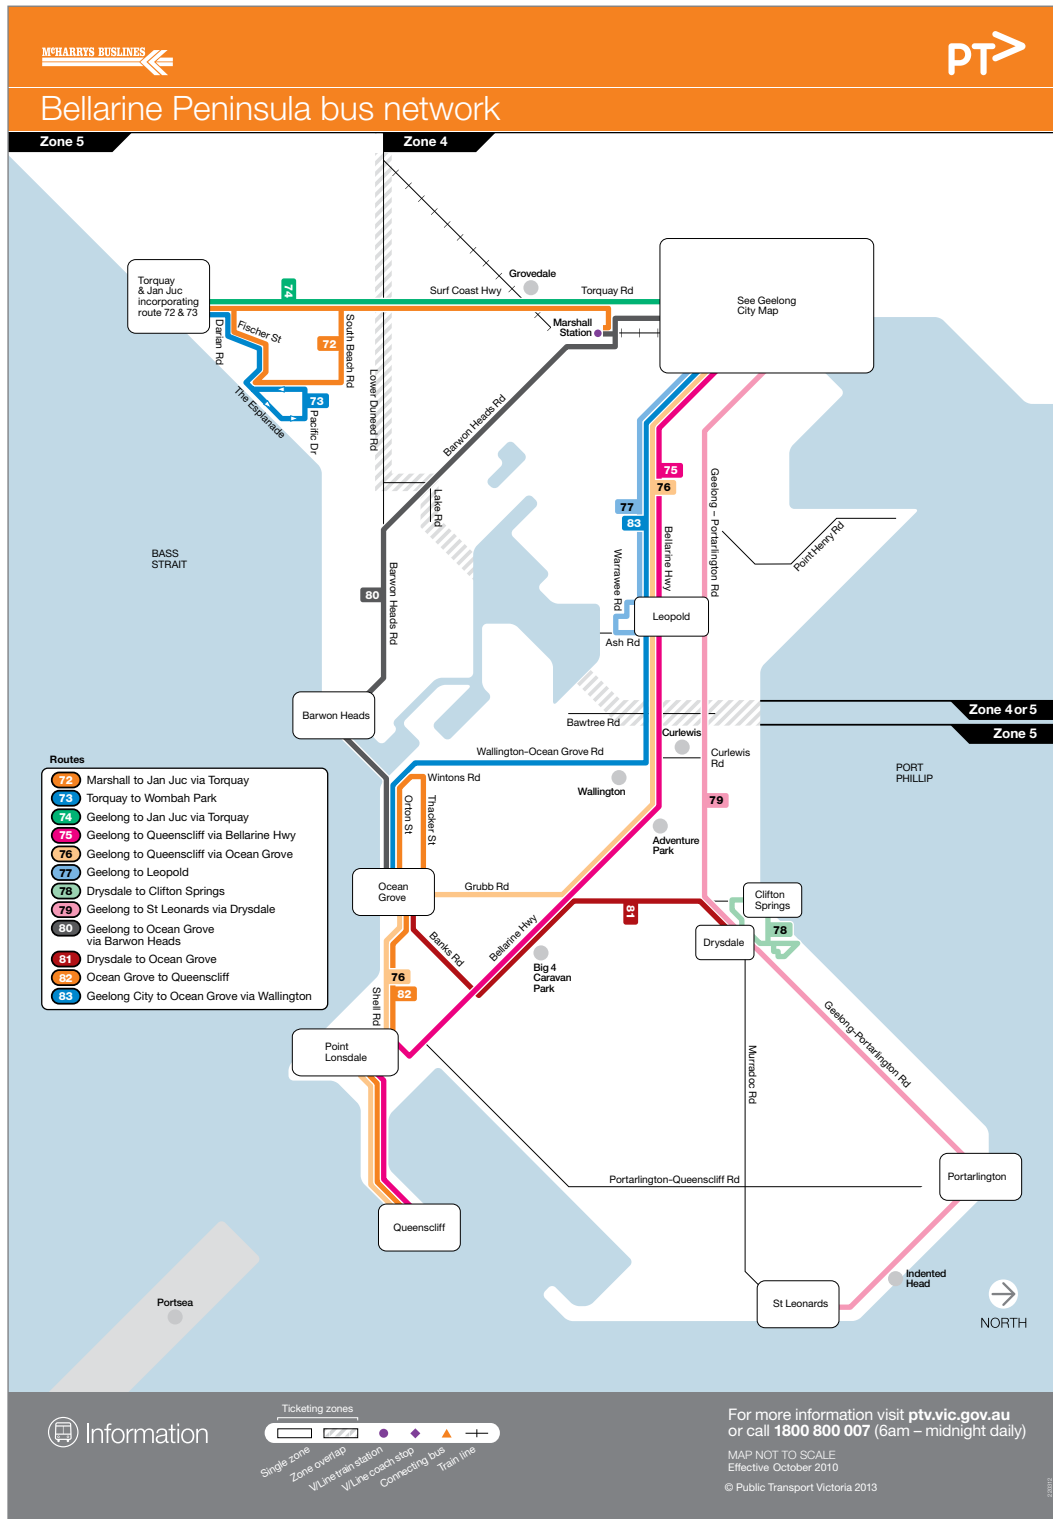 McHARRYS BUSLINES
PT>
Bellarine Peninsula bus network
Zone 5
Zone 4
Torquay
& Jan Juc
incorporating
route 72 & 73
74
Surf Coast Hwy
Grovedale
Torquay Rd
See Geelong
City Map
Marshall
Station
Darian Rd
Fischer St
72
South Beach Rd
The Esplanade
73
Pacific Dr
Lower Duneed Rd
Barwon Heads Rd
Lake Rd
75
76
77
83
Geelong – Portarlington Rd
Bellarine Hwy
Warrawee Rd
Point Henry Rd
BASS
STRAIT
80
Barwon Heads Rd
Leopold
Ash Rd
Barwon Heads
Bawtree Rd
Zone 4 or 5
Zone 5
Curlewis
Curlewis
Rd
Wallington-Ocean Grove Rd
Wallington
PORT
PHILLIP
Wintons Rd
Orton St
Thacker St
79
Adventure
Park
Routes
72 Marshall to Jan Juc via Torquay
73 Torquay to Wombah Park
74 Geelong to Jan Juc via Torquay
75 Geelong to Queenscliff via Bellarine Hwy
76 Geelong to Queenscliff via Ocean Grove
77 Geelong to Leopold
78 Drysdale to Clifton Springs
79 Geelong to St Leonards via Drysdale
80 Geelong to Ocean Grove
via Barwon Heads
81 Drysdale to Ocean Grove
82 Ocean Grove to Queenscliff
83 Geelong City to Ocean Grove via Wallington
Ocean
Grove
Grubb Rd
Clifton
Springs
81
78
Drysdale
Banks Rd
Bellarine Hwy
Big 4
Caravan
Park
76
82
Shell Rd
Point
Lonsdale
Geelong–Portarlington Rd
Murradoc Rd
Portarlington-Queenscliff Rd
Portarlington
Queenscliff
Indented
Head
St Leonards
Portsea
NORTH
Information
Ticketing zones
Single zone
Zone overlap
V/Line train station
V/Line coach stop
Connecting bus
Train line
For more information visit ptv.vic.gov.au
or call 1800 800 007 (6am – midnight daily)
MAP NOT TO SCALE
Effective October 2010
© Public Transport Victoria 2013